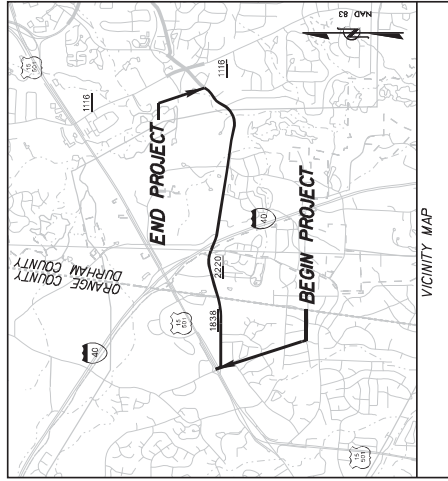 NAD 83
15
501
1116
1116
END PROJECT
ORANGE COUNTY
DURHAM COUNTY
40
2220
1838
15
501
40
BEGIN PROJECT
15
501
VICINITY MAP